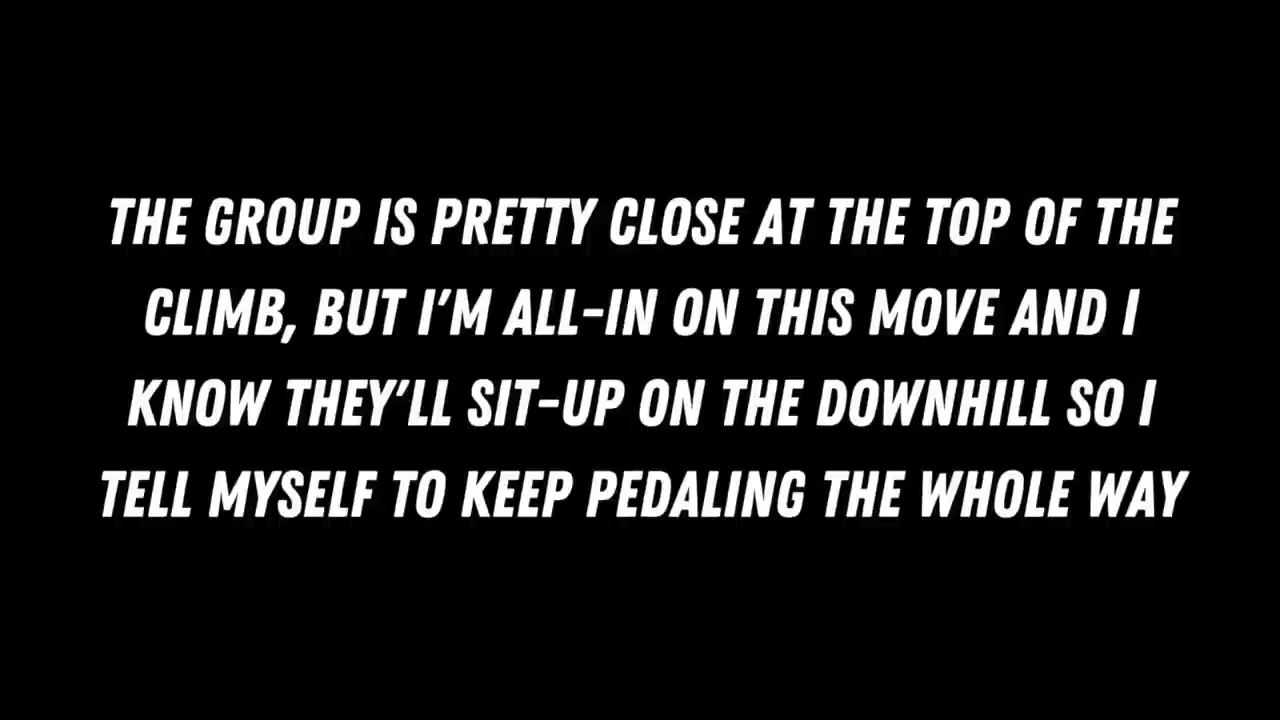 THE GROUP IS PRETTY CLOSE AT THE TOP OF THE
CLIMB, BUT I'M ALL-IN ON THIS MOVE AND I
KNOW THEY'LL SIT-UP ON THE DOWNHILL SO I
TELL MYSELF TO KEEP PEDALING THE WHOLE WAY